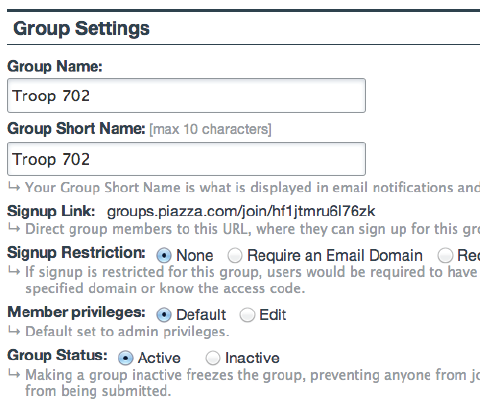 Group Settings
Group Name:
Troop 702
Group Short Name: [max 10 characters]
Troop 702
↳ Your Group Short Name is what is displayed in email notifications and
Signup Link: groups.piazza.com/join/hf1jtmru6l76zk
↳ Direct group members to this URL, where they can sign up for this gro
Signup Restriction: None Require an Email Domain Rec
↳ If signup is restricted for this group, users would be required to have
specified domain or know the access code.
Member privileges: Default Edit
↳ Default set to admin privileges.
Group Status: Active Inactive
↳ Making a group inactive freezes the group, preventing anyone from jo
from being submitted.